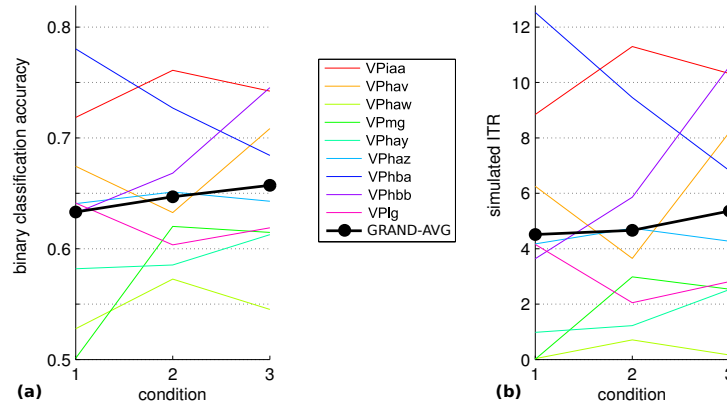 0.8
0.7
0.6
0.5
binary classification accuracy
1 2 3
condition
(a)
VPiaa
VPhav
VPhaw
VPmg
VPhay
VPhaz
VPhba
VPhbb
VPlg
GRAND-AVG
12
10
8
6
4
2
0
simulated ITR
1 2 3
condition
(b)